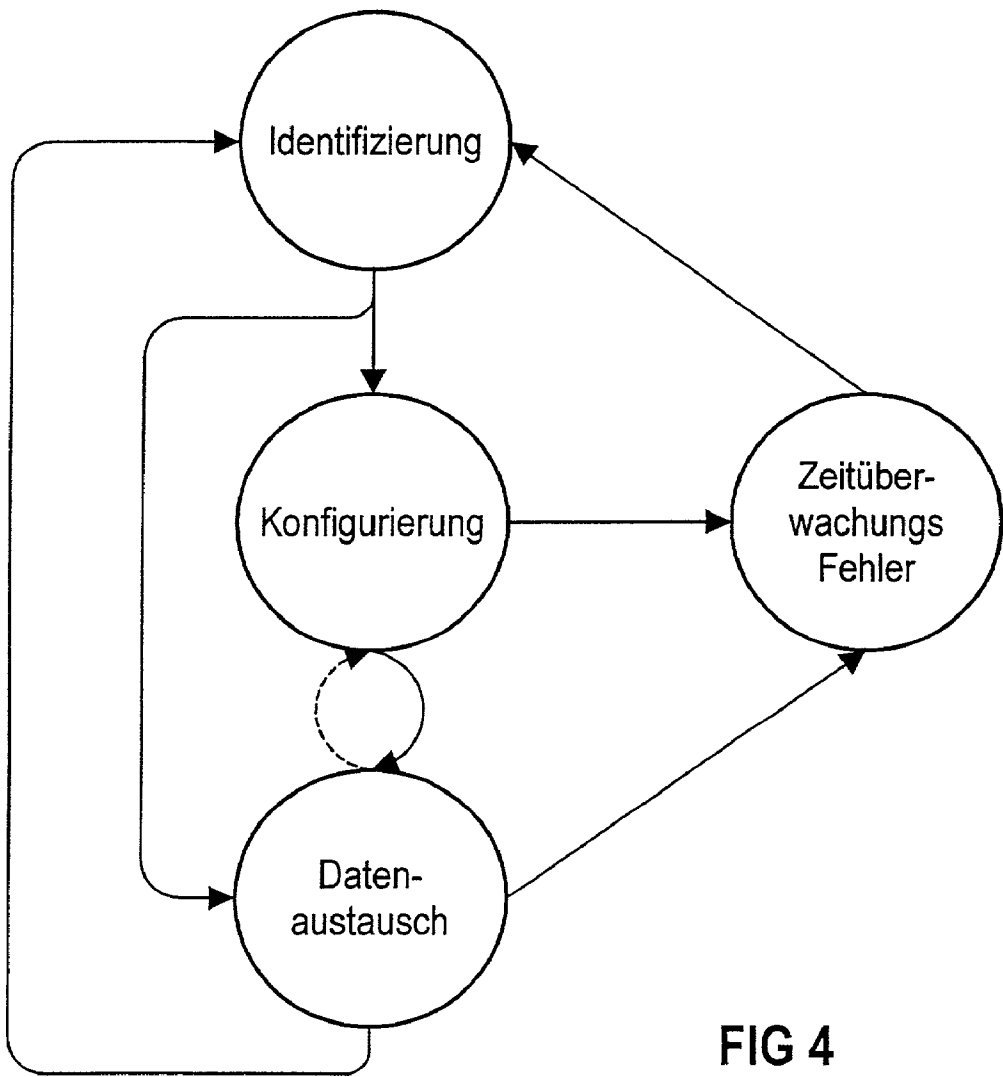 Identifizierung
Konfigurierung
Zeitüber-
wachungs
Fehler
Daten-
austausch
FIG 4